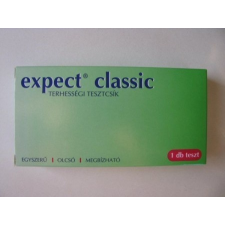 expect® classic
TERHESSÉGI TESZTCSÍK
EGYSZERŰ | OLCSÓ | MEGBÍZHATÓ
1 db teszt